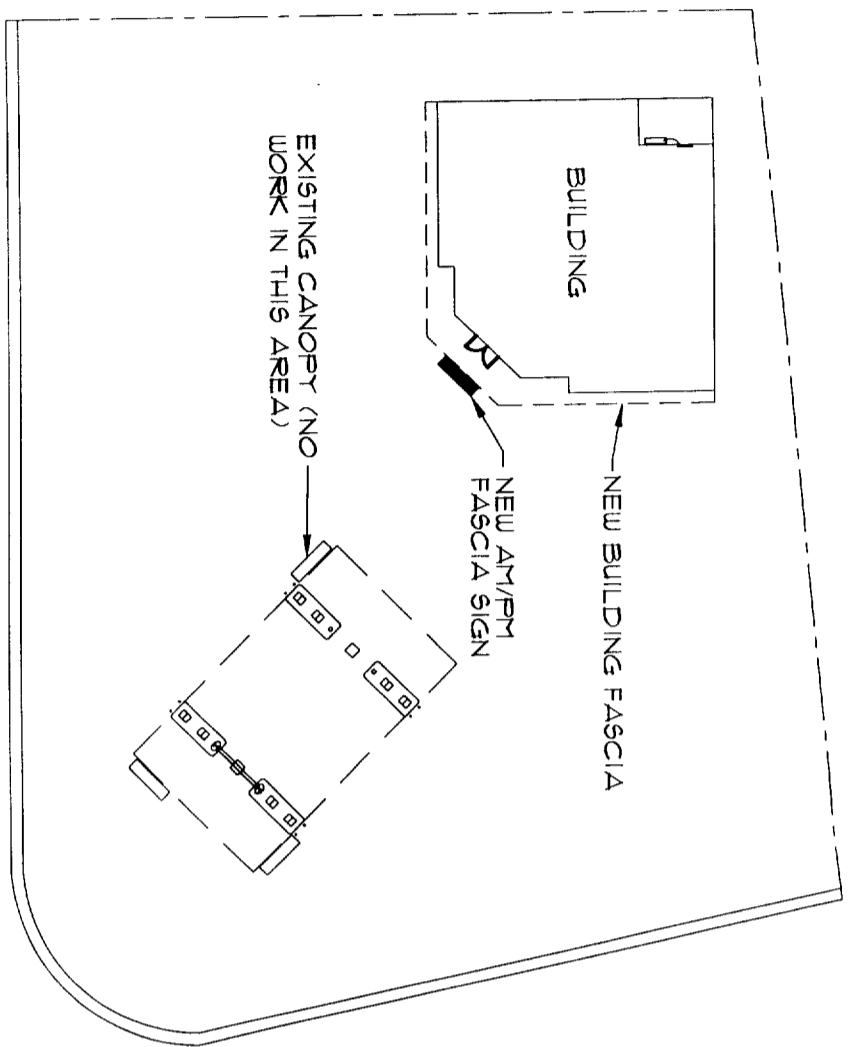 BUILDING
NEW BUILDING FASCIA
NEW AM/PM
FASCIA SIGN
EXISTING CANOPY (NO
WORK IN THIS AREA)